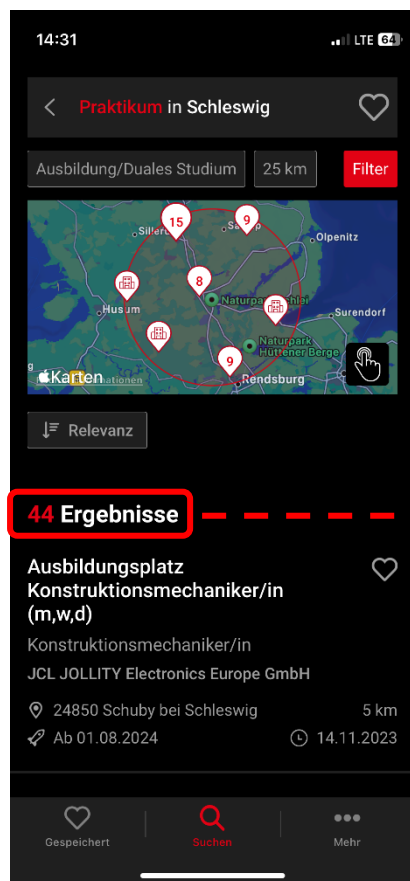 14:31
LTE 64
Praktikum in Schleswig
Ausbildung/Duales Studium
25 km
Filter
15
9
Olpenitz
8
Husum
Surendorf
Naturpark
Hüttener Berge
9
Rendsburg
Karten
44 Ergebnisse
Relevanz
Ausbildungsplatz
Konstruktionsmechaniker/in
(m,w,d)
Konstruktionsmechaniker/in
JCL JOLLITY Electronics Europe GmbH
24850 Schuby bei Schleswig
5 km
Ab 01.08.2024
14.11.2023
Gespeichert
Suchen
Mehr